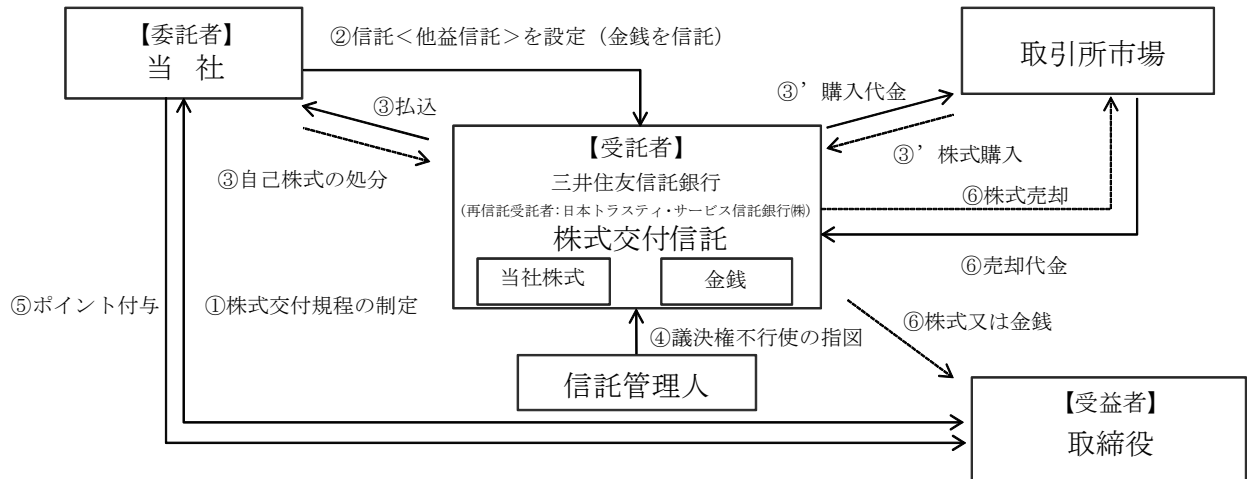 【委託者】
当 社
②信託＜他益信託＞を設定（金銭を信託）
取引所市場
③払込
③自己株式の処分
③’購入代金
③’株式購入
【受託者】
三井住友信託銀行
(再信託受託者：日本トラスティ・サービス信託銀行㈱)
株式交付信託
当社株式
金銭
⑥株式売却
⑥売却代金
⑤ポイント付与
①株式交付規程の制定
④議決権不行使の指図
⑥株式又は金銭
信託管理人
【受益者】
取締役